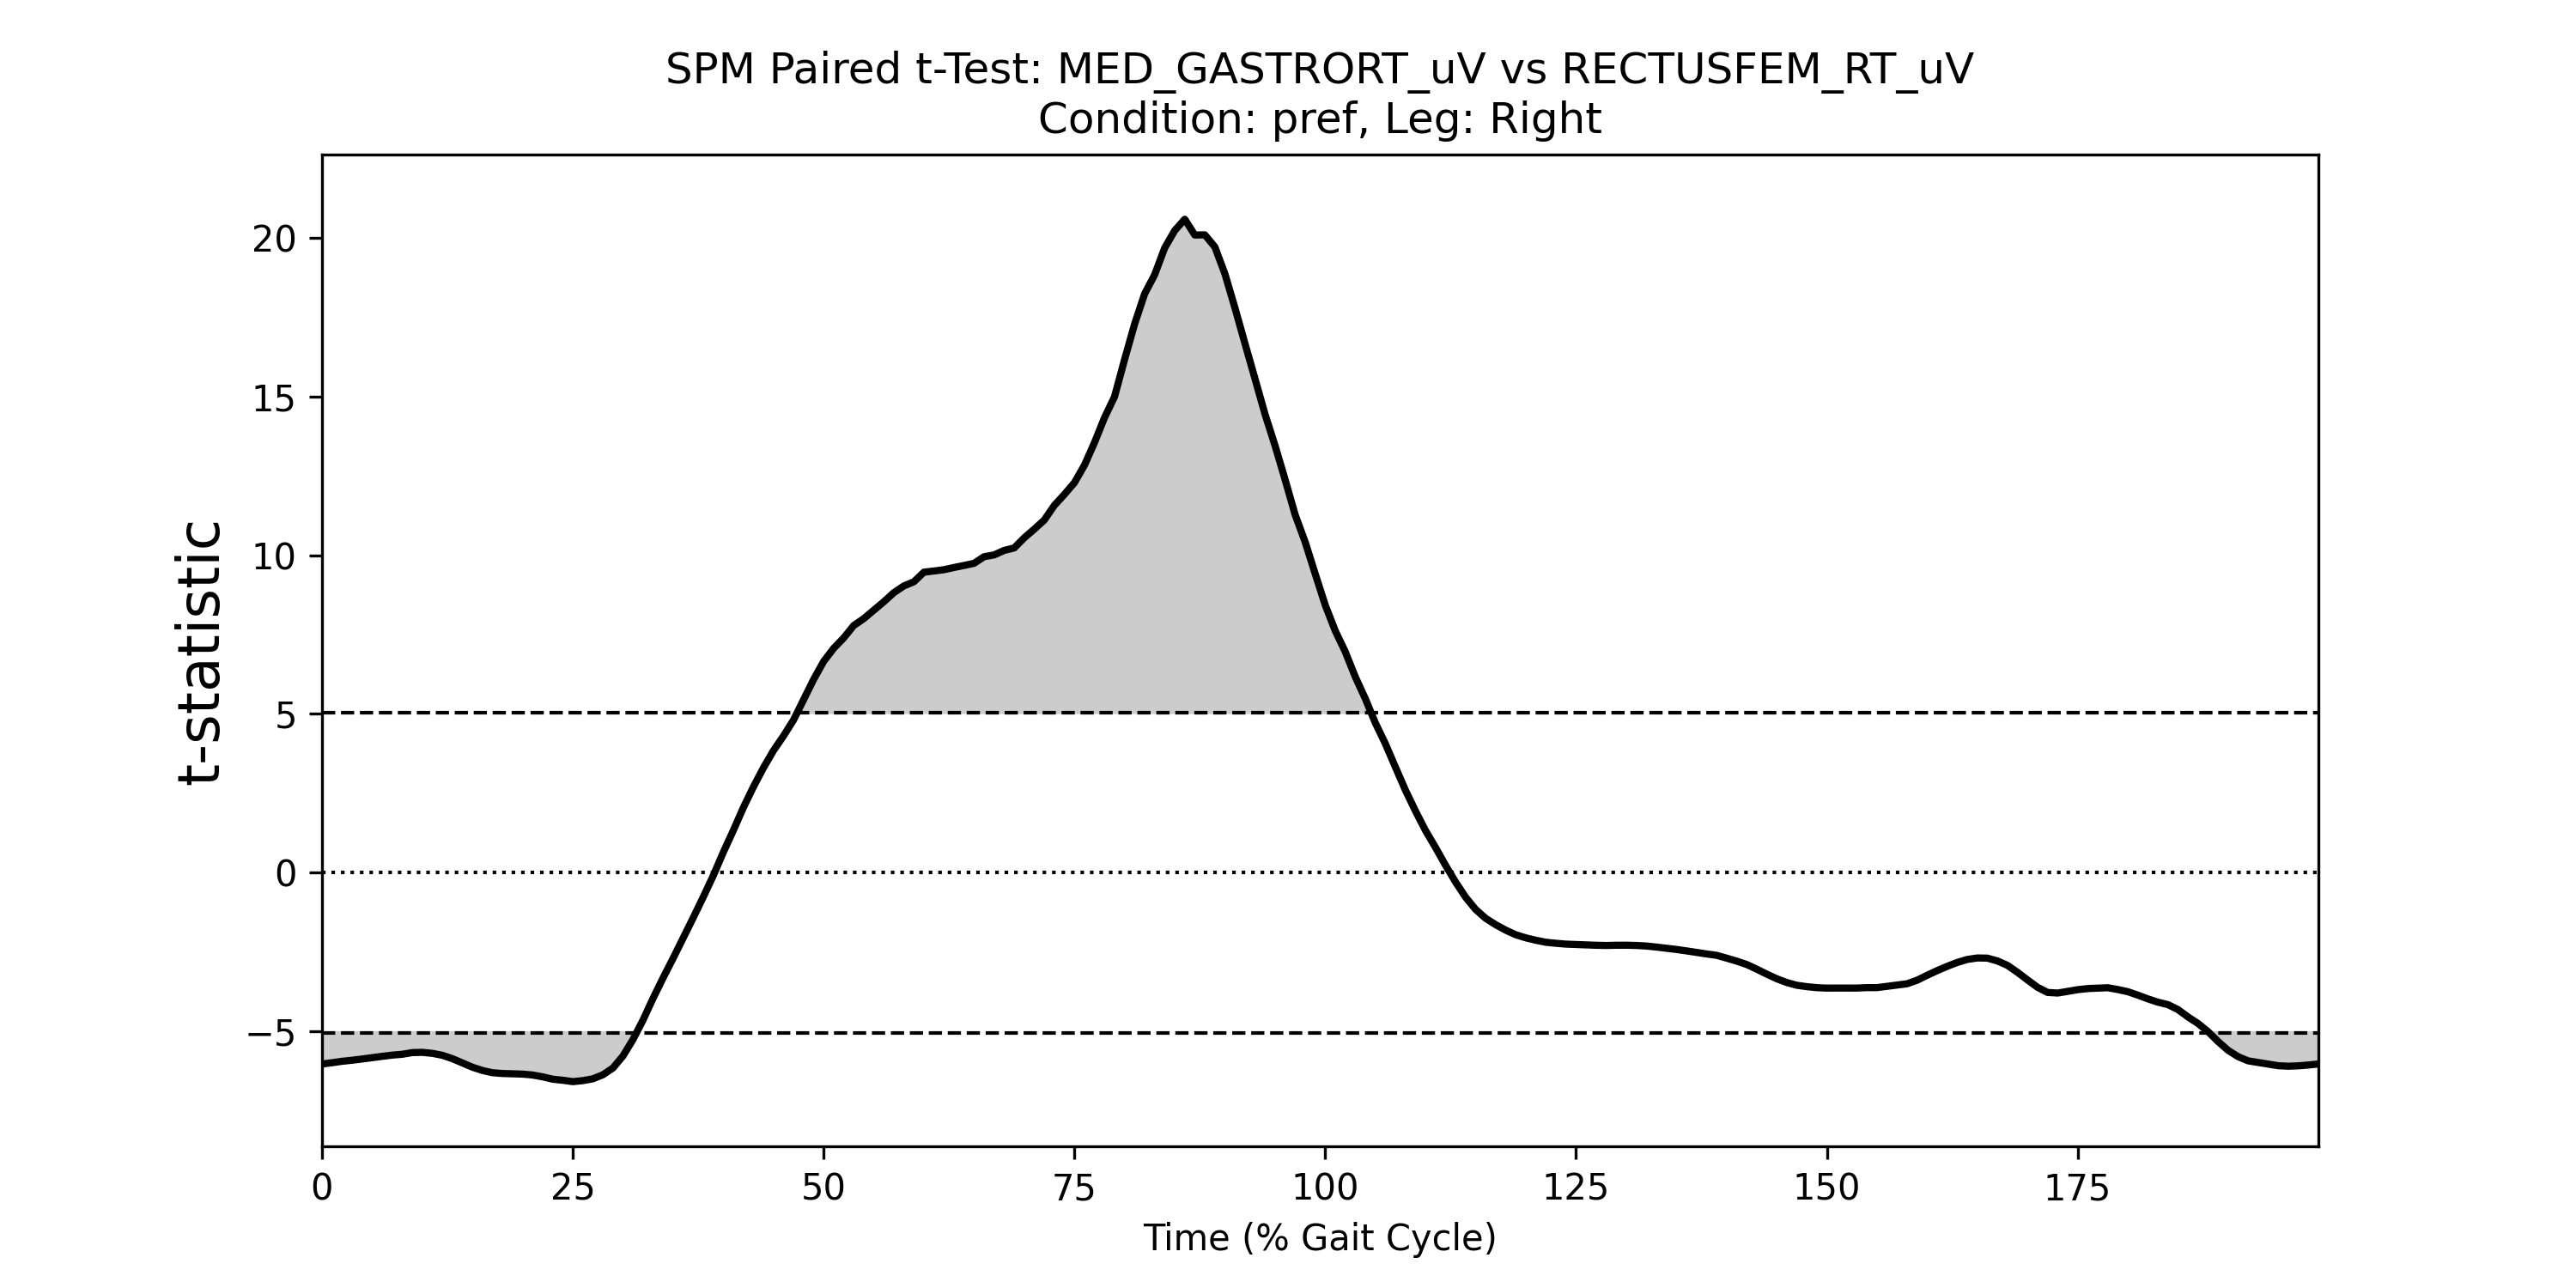 SPM Paired t-Test: MED_GASTRORT_uV vs RECTUSFEM_RT_uV
Condition: pref, Leg: Right
t-statistic
20
15
10
5
0
−5
0 25 50 75 100 125 150 175
Time (% Gait Cycle)